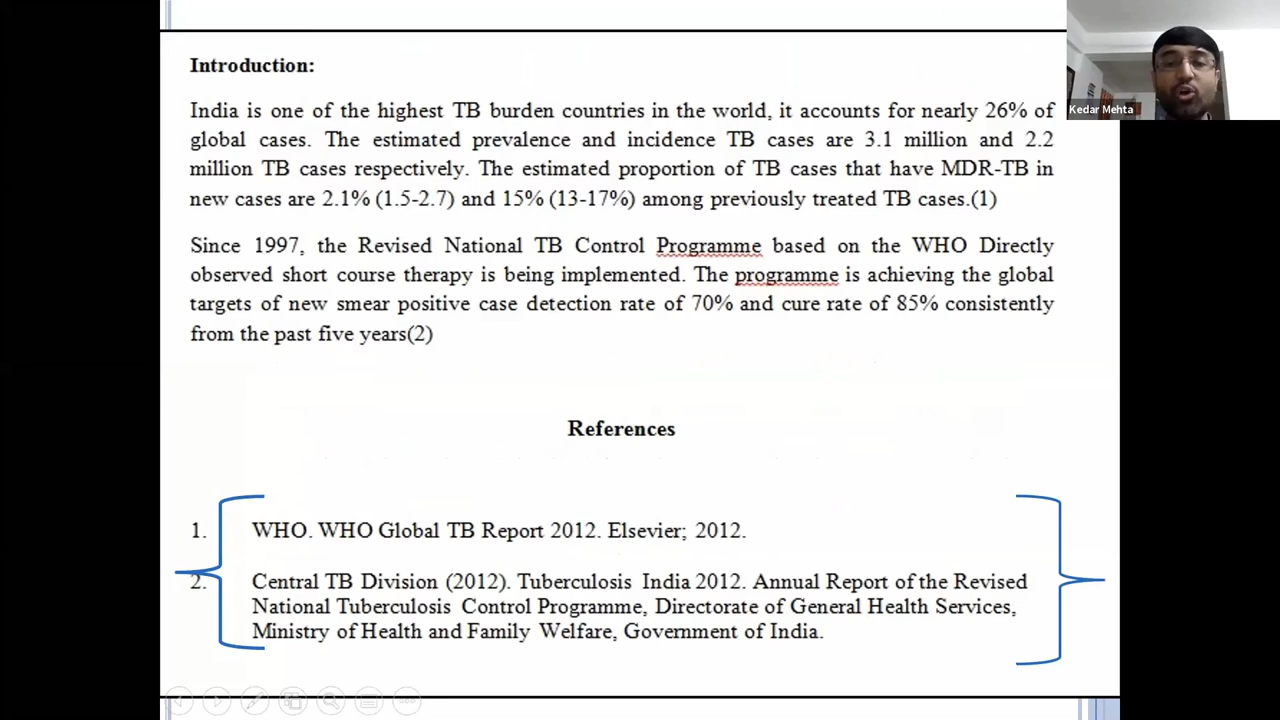 Introduction:
India is one of the highest TB burden countries in the world, it accounts for nearly 26% of
global cases. The estimated prevalence and incidence TB cases are 3.1 million and 2.2
million TB cases respectively. The estimated proportion of TB cases that have MDR-TB in
new cases are 2.1% (1.5-2.7) and 15% (13-17%) among previously treated TB cases.(1)
Since 1997, the Revised National TB Control Programme based on the WHO Directly
observed short course therapy is being implemented. The programme is achieving the global
targets of new smear positive case detection rate of 70% and cure rate of 85% consistently
from the past five years(2)
References
1. WHO. WHO Global TB Report 2012. Elsevier; 2012.
2. Central TB Division (2012). Tuberculosis India 2012. Annual Report of the Revised
National Tuberculosis Control Programme, Directorate of General Health Services,
Ministry of Health and Family Welfare, Government of India.
Kedar Mehta